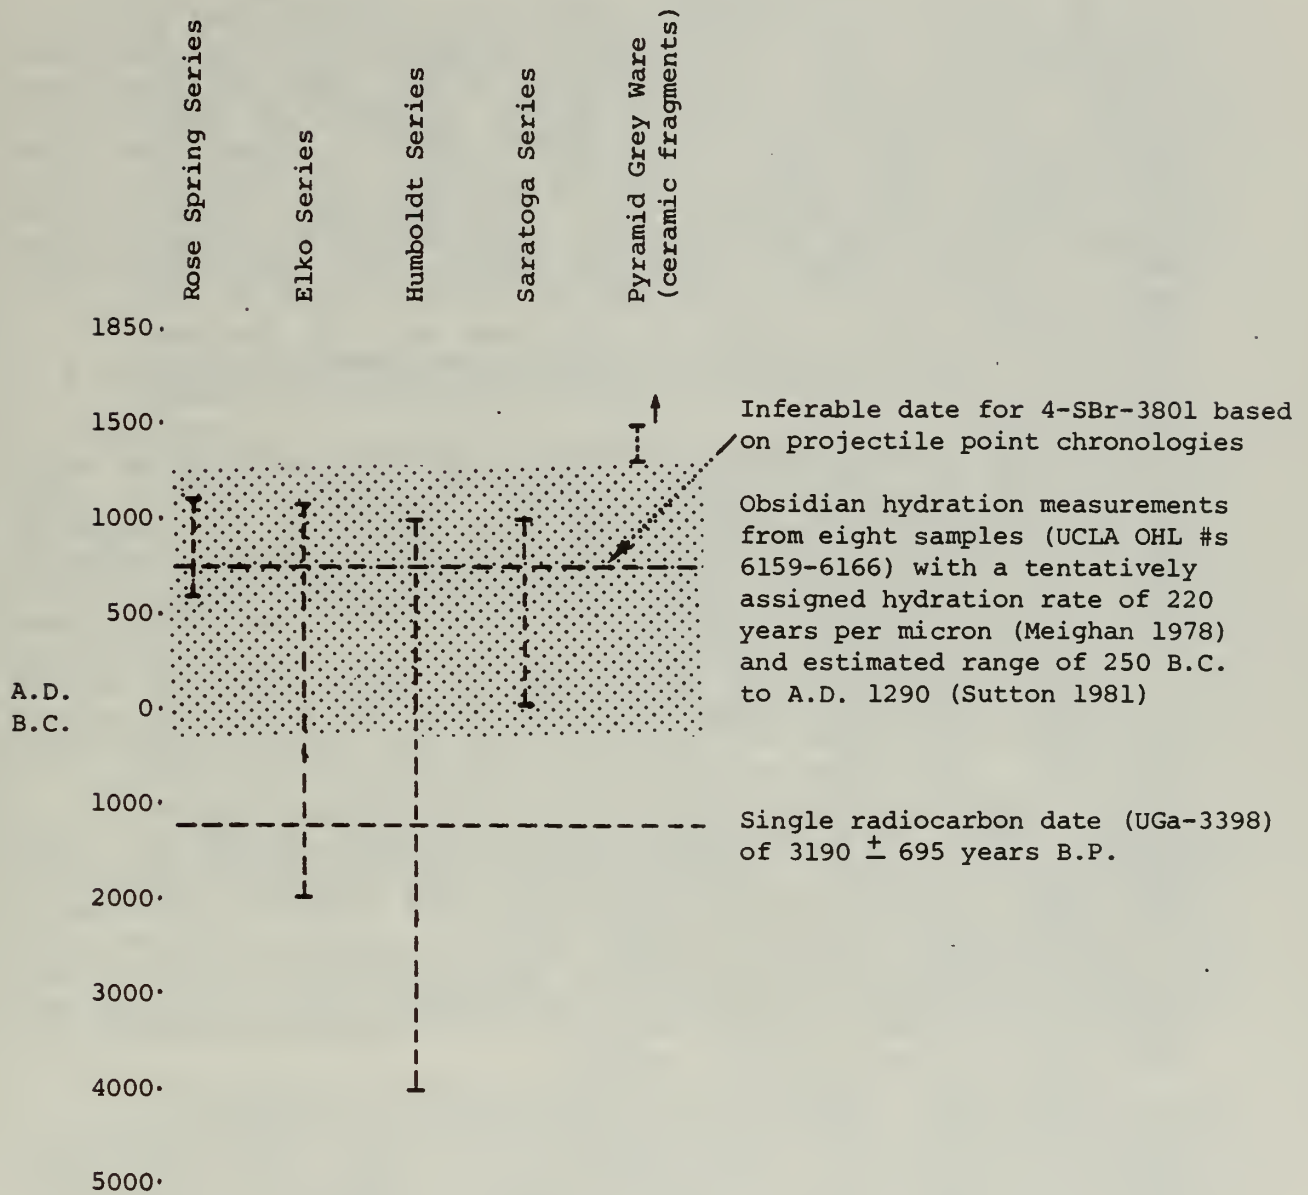 Rose Spring Series
Elko Series
Humboldt Series
Saratoga Series
Pyramid Grey Ware
(ceramic fragments)
1850
1500
1000
500
A.D.
0
B.C.
1000
2000
3000
4000
5000
Inferable date for 4-SBr-3801 based
on projectile point chronologies
Obsidian hydration measurements
from eight samples (UCLA OHL #s
6159-6166) with a tentatively
assigned hydration rate of 220
years per micron (Meighan 1978)
and estimated range of 250 B.C.
to A.D. 1290 (Sutton 1981)
Single radiocarbon date (UGa-3398)
of 3190 ± 695 years B.P.